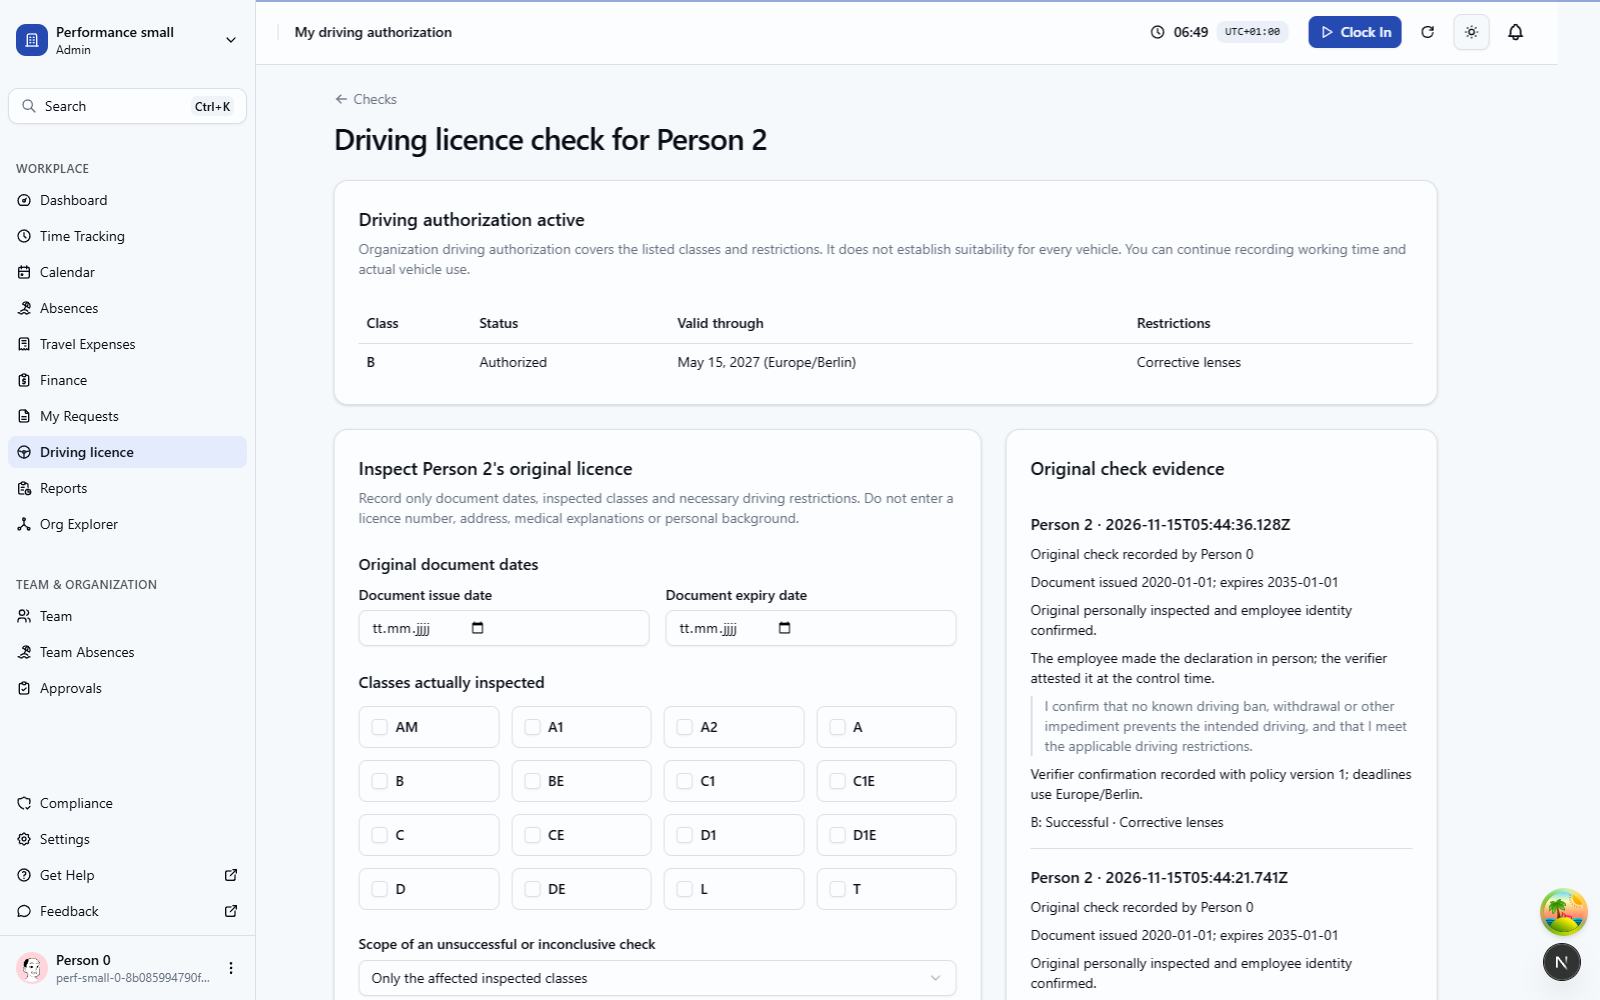 Performance small
Admin
Search
Ctrl+K
WORKPLACE
Dashboard
Time Tracking
Calendar
Absences
Travel Expenses
Finance
My Requests
Driving licence
Reports
Org Explorer
TEAM & ORGANIZATION
Team
Team Absences
Approvals
Compliance
Settings
Get Help
Feedback
Person 0
perf-small-0-8b085994790f...
My driving authorization
06:49
UTC+01:00
Clock In
Checks
Driving licence check for Person 2
Driving authorization active
Organization driving authorization covers the listed classes and restrictions. It does not establish suitability for every vehicle. You can continue recording working time and
actual vehicle use.
Class Status Valid through Restrictions
B Authorized May 15, 2027 (Europe/Berlin) Corrective lenses
Inspect Person 2's original licence
Record only document dates, inspected classes and necessary driving restrictions. Do not enter a
licence number, address, medical explanations or personal background.
Original document dates
Document issue date Document expiry date
tt.mm.jjjj tt.mm.jjjj
Classes actually inspected
AM A1 A2 A
B BE C1 C1E
C CE D1 D1E
D DE L T
Scope of an unsuccessful or inconclusive check
Only the affected inspected classes
Original check evidence
Person 2 · 2026-11-15T05:44:36.128Z
Original check recorded by Person 0
Document issued 2020-01-01; expires 2035-01-01
Original personally inspected and employee identity
confirmed.
The employee made the declaration in person; the verifier
attested it at the control time.
I confirm that no known driving ban, withdrawal or other
impediment prevents the intended driving, and that I meet
the applicable driving restrictions.
Verifier confirmation recorded with policy version 1; deadlines
use Europe/Berlin.
B: Successful · Corrective lenses
Person 2 · 2026-11-15T05:44:21.741Z
Original check recorded by Person 0
Document issued 2020-01-01; expires 2035-01-01
Original personally inspected and employee identity
confirmed.
N